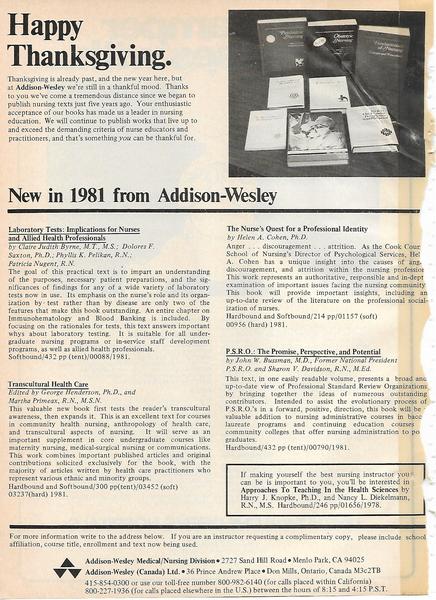 Happy
Thanksgiving.
Thanksgiving is already past, and the new year here, but
at Addison-Wesley we're still in a thankful mood. Thanks
to you we've come a tremendous distance since we began to
publish nursing texts just five years ago. Your enthusiastic
acceptance of our books has made us a leader in nursing
education. We will continue to publish works that live up to
and exceed the demanding criteria of nurse educators and
practitioners, and that's something you can be thankful for.
New in 1981 from Addison-Wesley
Laboratory Tests: Implications for Nurses
and Allied Health Professionals
by Claire Judith Byrne, M.T., M.S.; Dolores F.
Saxton, Ph.D.; Phyllis K. Pelikan, R.N.;
Patricia Nugent, R.N.
The goal of this practical text is to impart an understanding
of the purposes, necessary patient preparations, and the sig-
nificances of findings for any of a wide variety of laboratory
tests now in use. Its emphasis on the nurse's role and its organ-
ization by test rather than by disease are only two of the
features that make this book outstanding. An entire chapter on
Immunohematology and Blood Banking is included. By
focusing on the rationales for tests, this text answers important
whys about laboratory testing. It is suitable for all under-
graduate nursing programs or in-service staff development
programs, as well as allied health professionals.
Softbound/432 pp (tent)/00088/1981.
Transcultural Health Care
Edited by George Henderson, Ph.D., and
Martha Primeax, R.N., M.S.N.
This valuable new book first tests the reader's transcultural
awareness, then expands it. This is an excellent text for courses
in community health nursing, anthropology of health care,
and transcultural aspects of nursing. It will serve as an
important supplement in core undergraduate courses like
maternity nursing, medical-surgical nursing or communications.
This work combines important published articles and original
contributions solicited exclusively for the book, with the
majority of articles written by health care practitioners who
represent various ethnic and minority groups.
Hardbound and Softbound/300 pp(tent)/03452 (soft)
03237(hard) 1981.
The Nurse's Quest for a Professional Identity
by Helen A. Cohen, Ph.D.
Anger . . . discouragement . . . attrition. As the Cook Coun
School of Nursing's Director of Psychological Services, Hel
A. Cohen has a unique insight into the causes of ang
discouragement, and attrition within the nursing profession
This work represents an authoritative, responsible and in-dept
examination of important issues facing the nursing community
This book will provide important insights, including an
up-to-date review of the literature on the professional social-
ization of nurses.
Hardbound and Softbound/214 pp/01157 (soft)
00956 (hard) 1981.
P.S.R.O.: The Promise, Perspective, and Potential
by John W. Bussman, M.D., Former National President
P.S.R.O. and Sharon V. Davidson, R.N., M.Ed.
This text, in one easily readable volume, presents a broad and
up-to-date view of Professional Standard Review Organizations
by bringing together the ideas of numerous outstanding
contributors. Intended to assist the evolutionary process of
P.S.R.O.'s in a forward, positive, direction, this book will be
valuable addition to nursing administrative courses in bacc
laureate programs and continuing education courses
community colleges that offer nursing administration to po
graduates.
Hardbound/432 pp (tent)/00790/1981.
If making yourself the best nursing instructor you
can be is important to you, you'll be interested in
Approaches To Teaching In the Health Sciences by
Harry J. Knopke, Ph.D., and Nancy L. Diekelmann,
R.N., M.S. Hardbound/246 pp/01656/1978.
For more information write to the address below. If you are an instructor requesting a complimentary copy, please include school
affiliation, course title, enrollment and text now being used.
Addison-Wesley Medical/Nursing Division • 2727 Sand Hill Road • Menlo Park, CA 94025
Addison-Wesley (Canada) Ltd. • 36 Prince Andrew Place • Don Mills, Ontario, Canada M3C2T8
415-854-0300 or use our toll-free number 800-982-6140 (for calls placed within California)
800-227-1936 (for calls placed elsewhere in the U.S.) between the hours of 8:15 and 4:15 P.S.T.